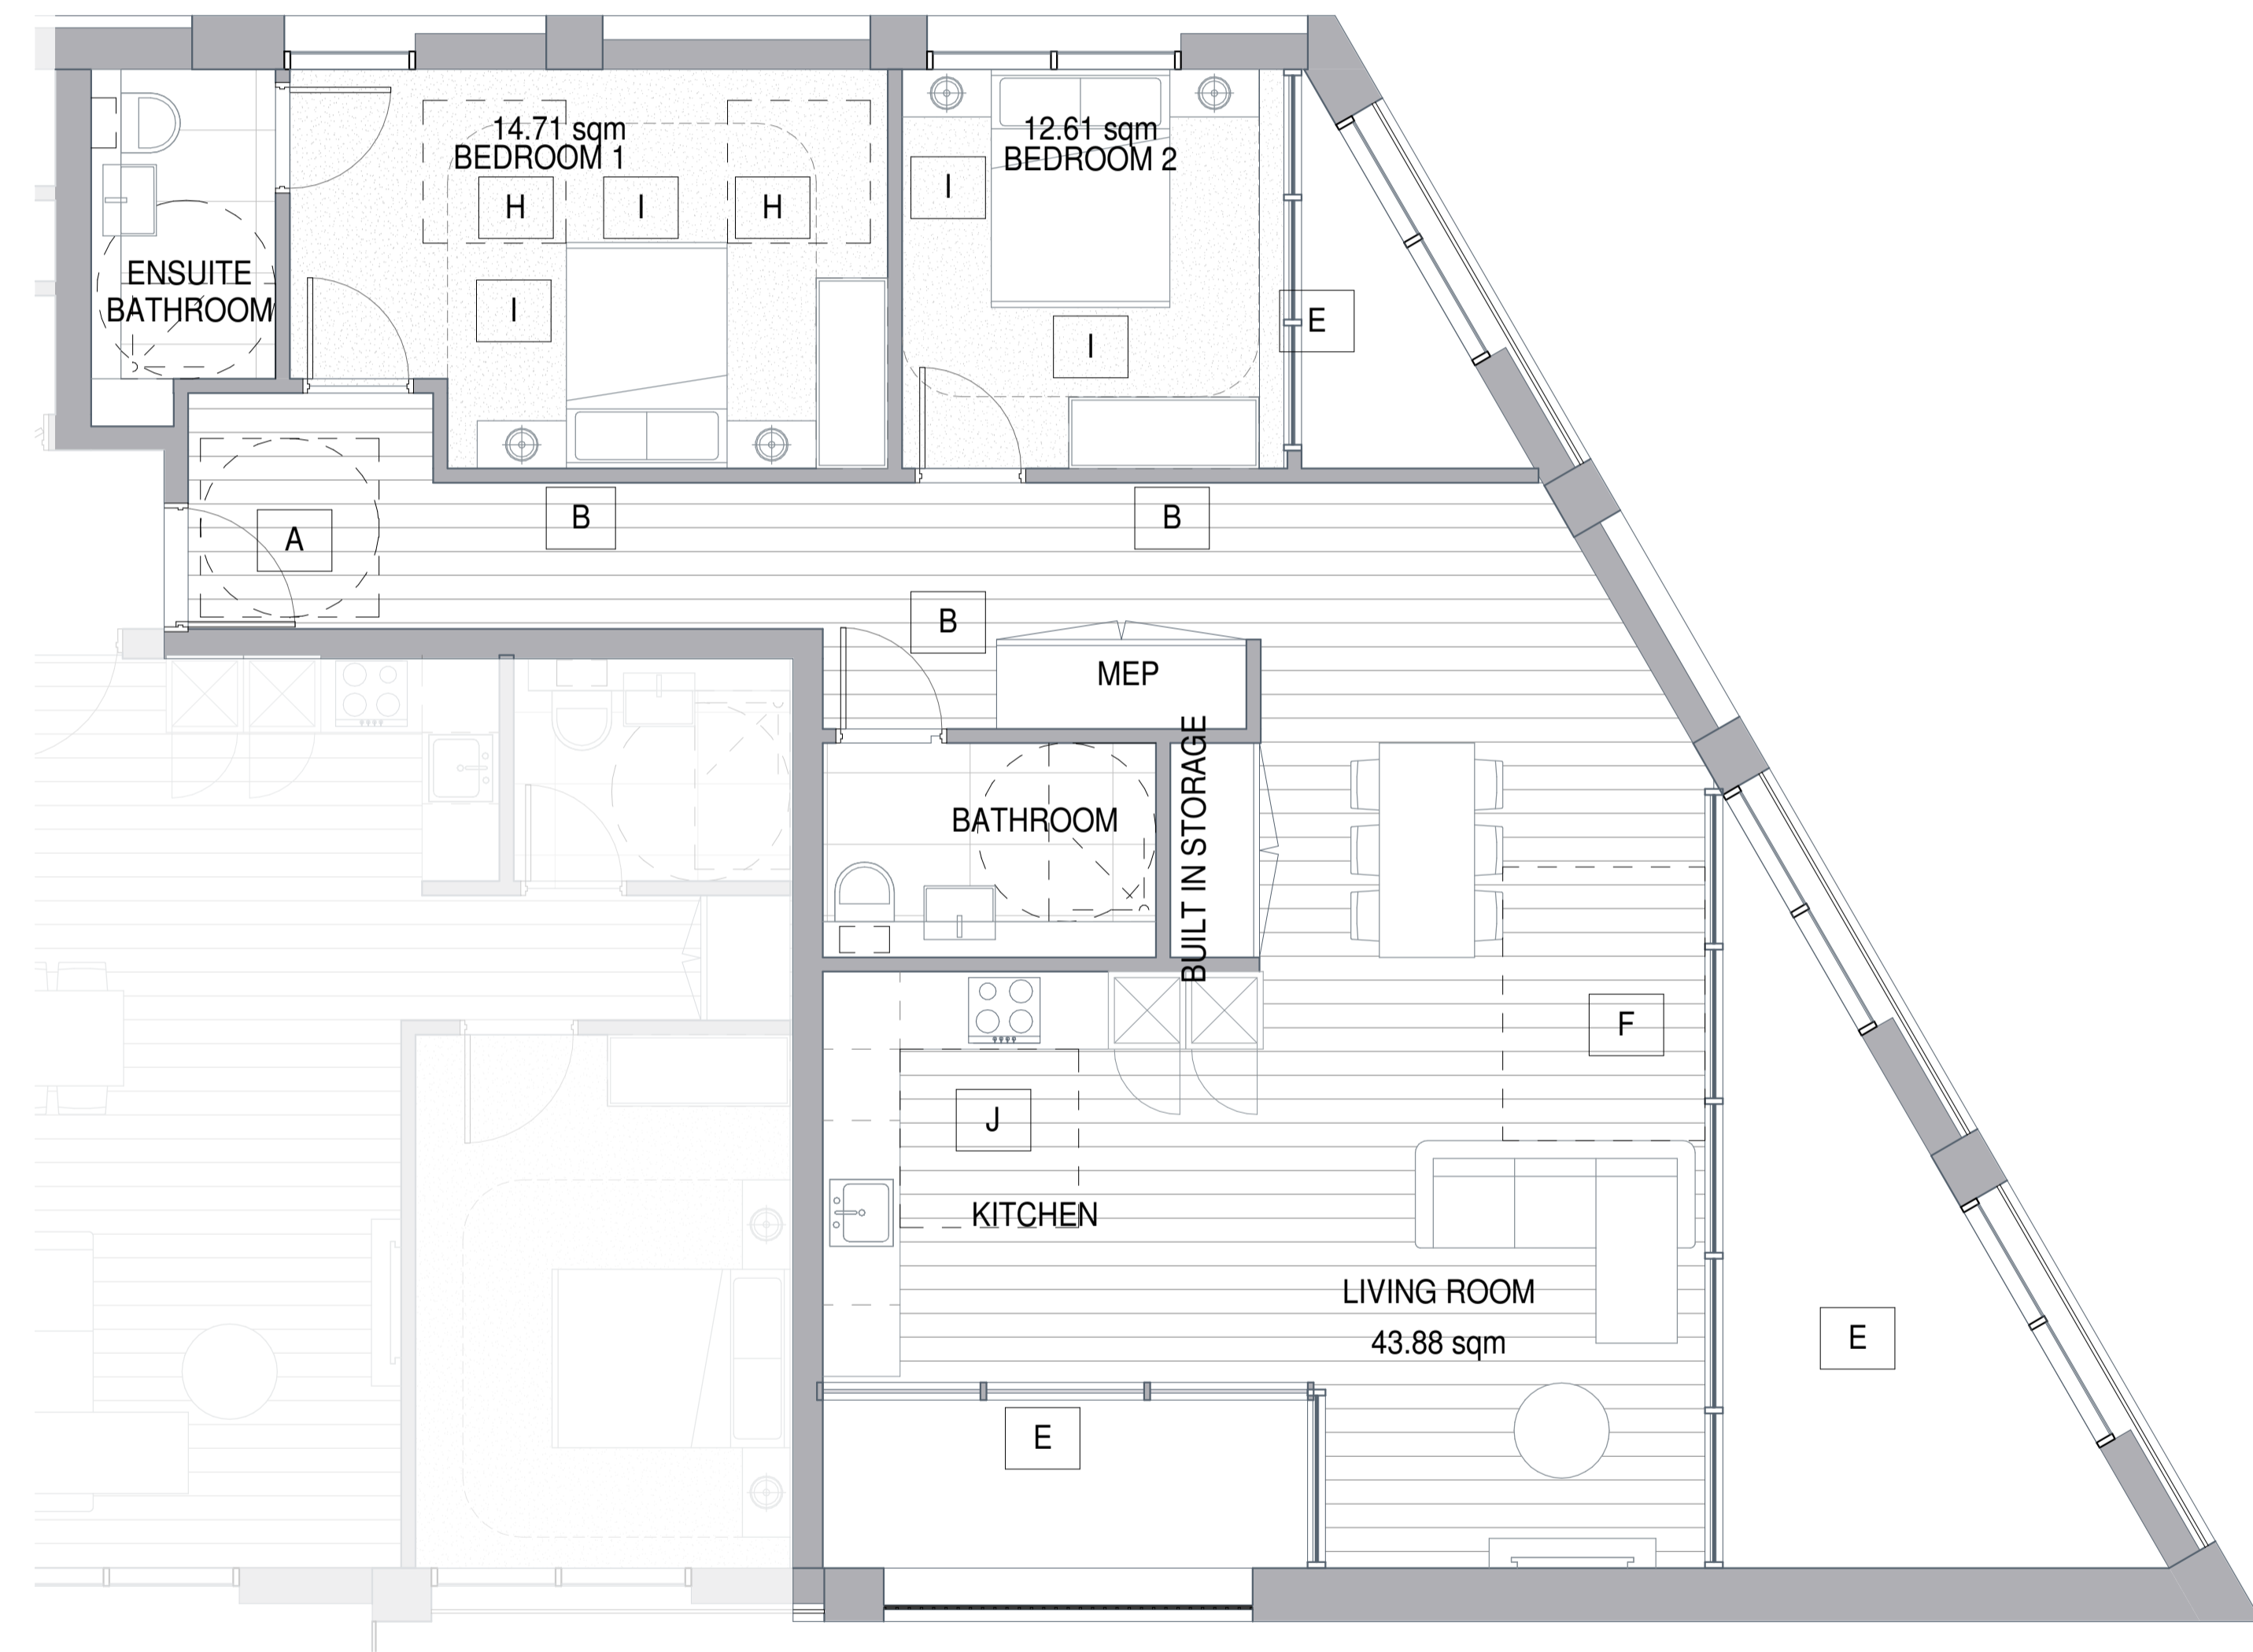 14.71 sqm
BEDROOM 1
12.61 sqm
BEDROOM 2
H
I
H
I
ENSUITE
BATHROOM
I
I
E
A
B
B
B
MEP
BATHROOM
BUILT IN STORAGE
F
J
KITCHEN
LIVING ROOM
43.88 sqm
E
E